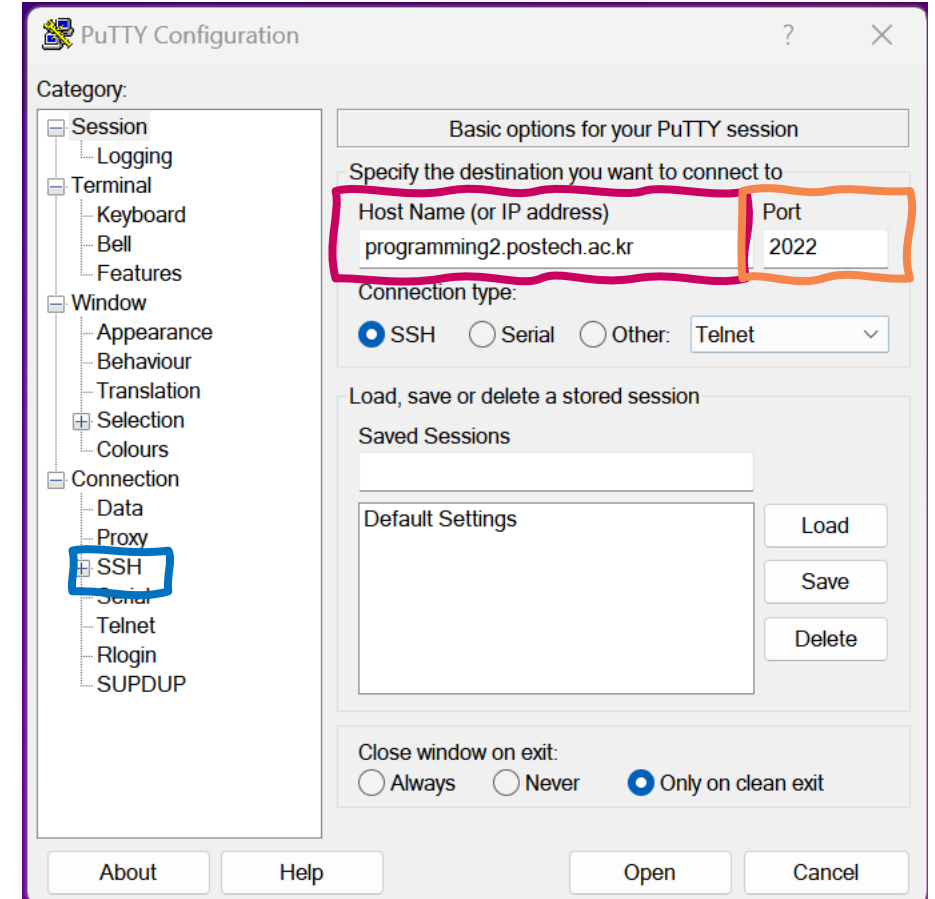 PuTTY Configuration
?
Category:
Session
Logging
Terminal
Keyboard
Bell
Features
Window
Appearance
Behaviour
Translation
Selection
Colours
Connection
Data
Proxy
SSH
Serial
Telnet
Rlogin
SUPDUP
Basic options for your PuTTY session
Specify the destination you want to connect to
Host Name (or IP address) Port
programming2.postech.ac.kr 2022
Connection type:
SSH Serial Other: Telnet
Load, save or delete a stored session
Saved Sessions
Default Settings
Load
Save
Delete
Close window on exit:
Always Never Only on clean exit
About Help Open Cancel